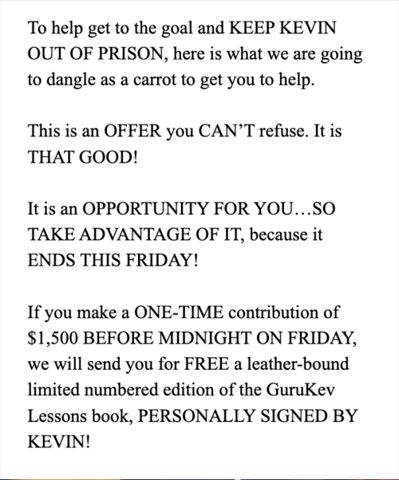 To help get to the goal and KEEP KEVIN
OUT OF PRISON, here is what we are going
to dangle as a carrot to get you to help.
This is an OFFER you CAN’T refuse. It is
THAT GOOD!
It is an OPPORTUNITY FOR YOU…SO
TAKE ADVANTAGE OF IT, because it
ENDS THIS FRIDAY!
If you make a ONE-TIME contribution of
$1,500 BEFORE MIDNIGHT ON FRIDAY,
we will send you for FREE a leather-bound
limited numbered edition of the GuruKev
Lessons book, PERSONALLY SIGNED BY
KEVIN!